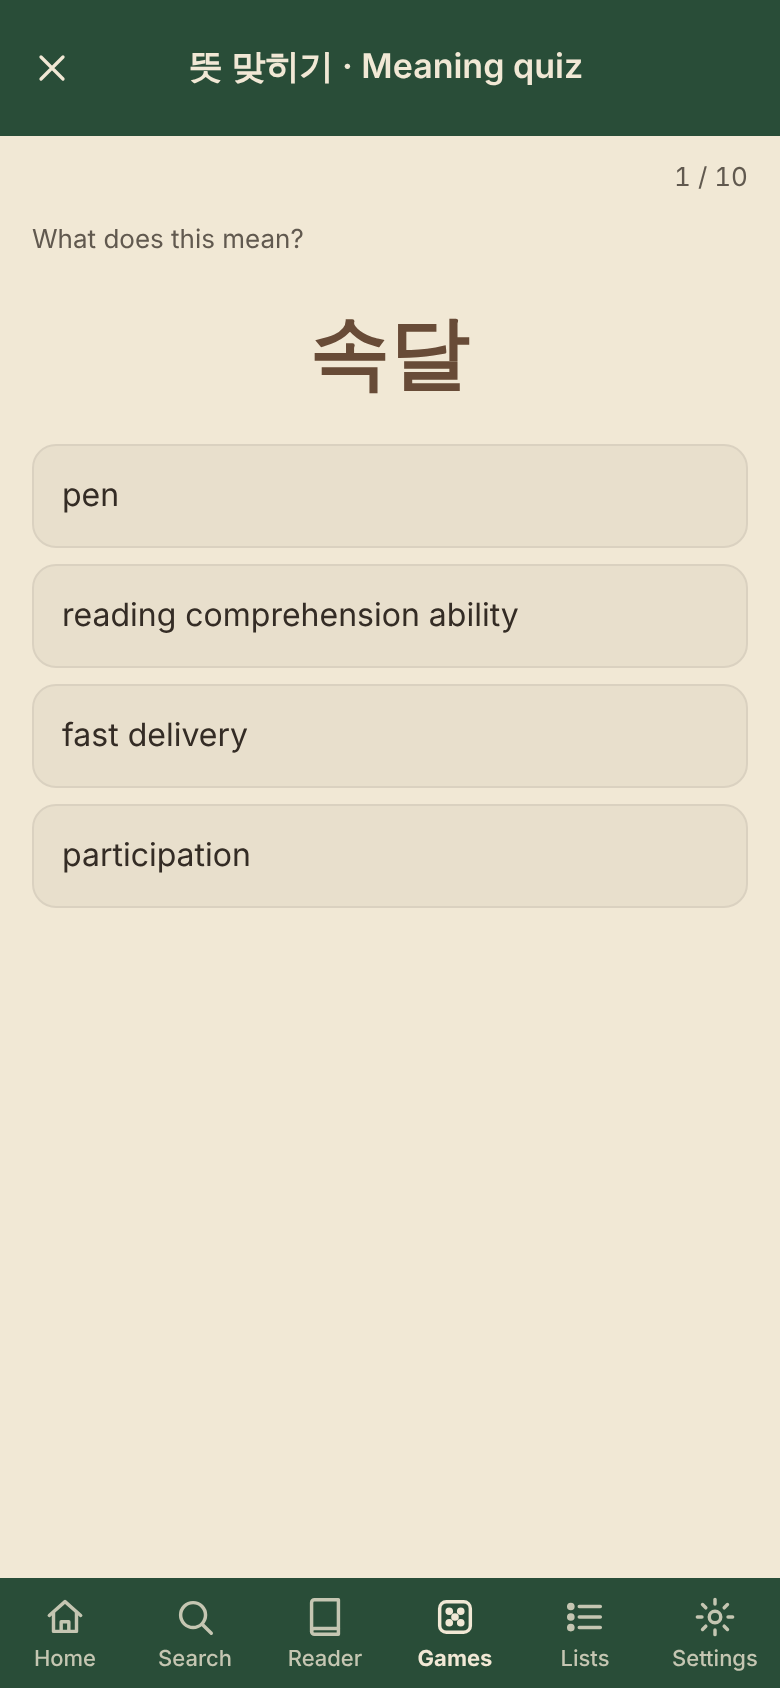 뜻 맞히기 · Meaning quiz
1 / 10
What does this mean?
속달
pen
reading comprehension ability
fast delivery
participation
Home
Search
Reader
Games
Lists
Settings